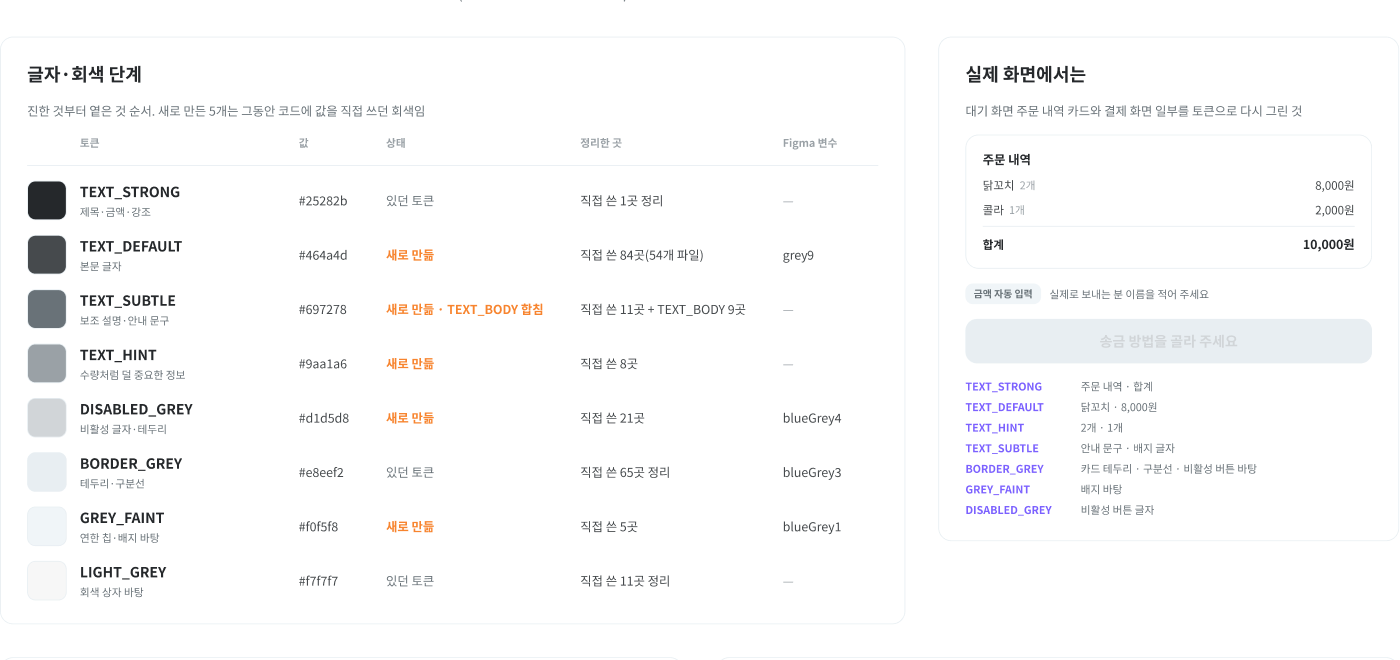 글자·회색 단계
진한 것부터 옅은 것 순서. 새로 만든 5개는 그동안 코드에 값을 직접 쓰던 회색임
토큰 값 상태 정리한 곳 Figma 변수
TEXT_STRONG #25282b 있던 토큰 직접 쓴 1곳 정리 —
제목·금액·강조
TEXT_DEFAULT #464a4d 새로 만듦 직접 쓴 84곳(54개 파일) grey9
본문 글자
TEXT_SUBTLE #697278 새로 만듦 · TEXT_BODY 합침 직접 쓴 11곳 + TEXT_BODY 9곳 —
보조 설명·안내 문구
TEXT_HINT #9aa1a6 새로 만듦 직접 쓴 8곳 —
수량처럼 덜 중요한 정보
DISABLED_GREY #d1d5d8 새로 만듦 직접 쓴 21곳 blueGrey4
비활성 글자·테두리
BORDER_GREY #e8eef2 있던 토큰 직접 쓴 65곳 정리 blueGrey3
테두리·구분선
GREY_FAINT #f0f5f8 새로 만듦 직접 쓴 5곳 blueGrey1
연한 칩·배지 바탕
LIGHT_GREY #f7f7f7 있던 토큰 직접 쓴 11곳 정리 —
회색 상자 바탕
실제 화면에서는
대기 화면 주문 내역 카드와 결제 화면 일부를 토큰으로 다시 그린 것
주문 내역
닭꼬치 2개 8,000원
콜라 1개 2,000원
합계 10,000원
금액 자동 입력 실제로 보내는 분 이름을 적어 주세요
송금 방법을 골라 주세요
TEXT_STRONG 주문 내역 · 합계
TEXT_DEFAULT 닭꼬치 · 8,000원
TEXT_HINT 2개 · 1개
TEXT_SUBTLE 안내 문구 · 배지 글자
BORDER_GREY 카드 테두리 · 구분선 · 비활성 버튼 바탕
GREY_FAINT 배지 바탕
DISABLED_GREY 비활성 버튼 글자